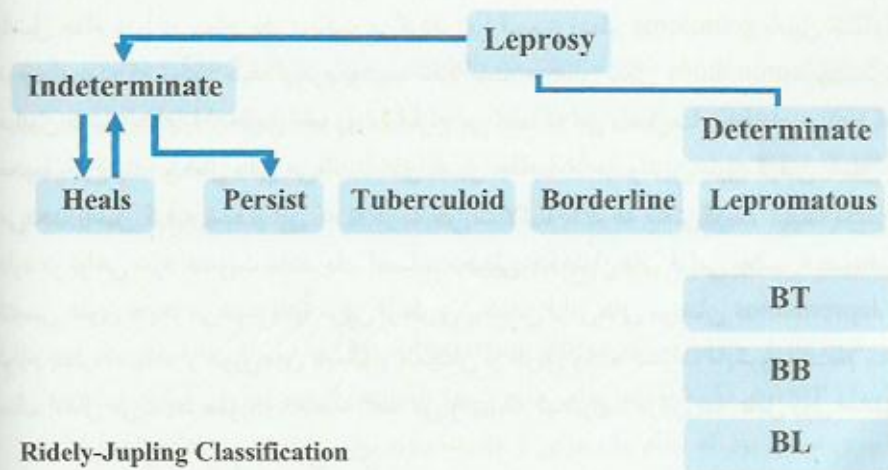 Leprosy
Indeterminate
Determinate
Heals Persist Tuberculoid Borderline Lepromatous
BT
BB
BL
Ridely-Jupling Classification